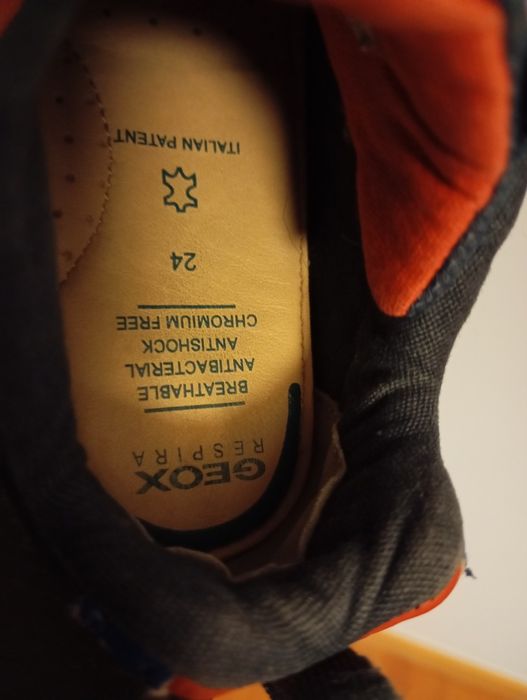 GEOX
RESPIRA
BREATHABLE
ANTIBACTERIAL
ANTISHOCK
CHROMIUM FREE
24
ITALIAN PATENT